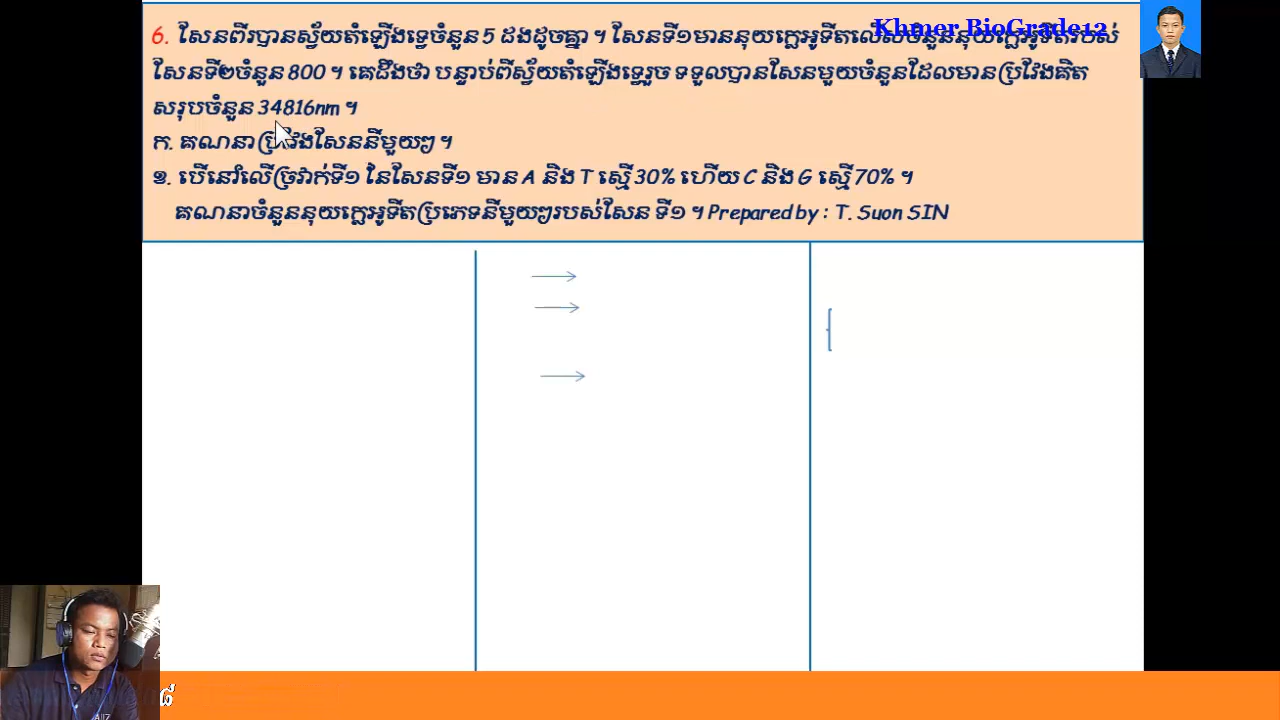 Khmer BioGrade12
6. សែនពីរបានស្វ័យតំឡើងទ្វេចំនួន 5 ដងដូចគ្នា ។ សែនទី១មាននុយក្លេអូទីតលើសចំនួននុយក្លេអូទីតរបស់
សែនទី២ចំនួន 800 ។ គេដឹងថា បន្ទាប់ពីស្វ័យតំឡើងទ្វេរួច ទទួលបានសែនមួយចំនួនដែលមានប្រវែងគិត
សរុបចំនួន 34816nm ។
ក. គណនាប្រវែងសែននីមួយៗ ។
ខ. បើនៅលើច្រវាក់ទី១ នៃសែនទី១ មាន A និង T ស្មើ 30% ហើយ C និង G ស្មើ 70% ។
គណនាចំនួននុយក្លេអូទីតប្រភេទនីមួយៗរបស់សែន ទី១ ។ Prepared by : T. Suon SIN